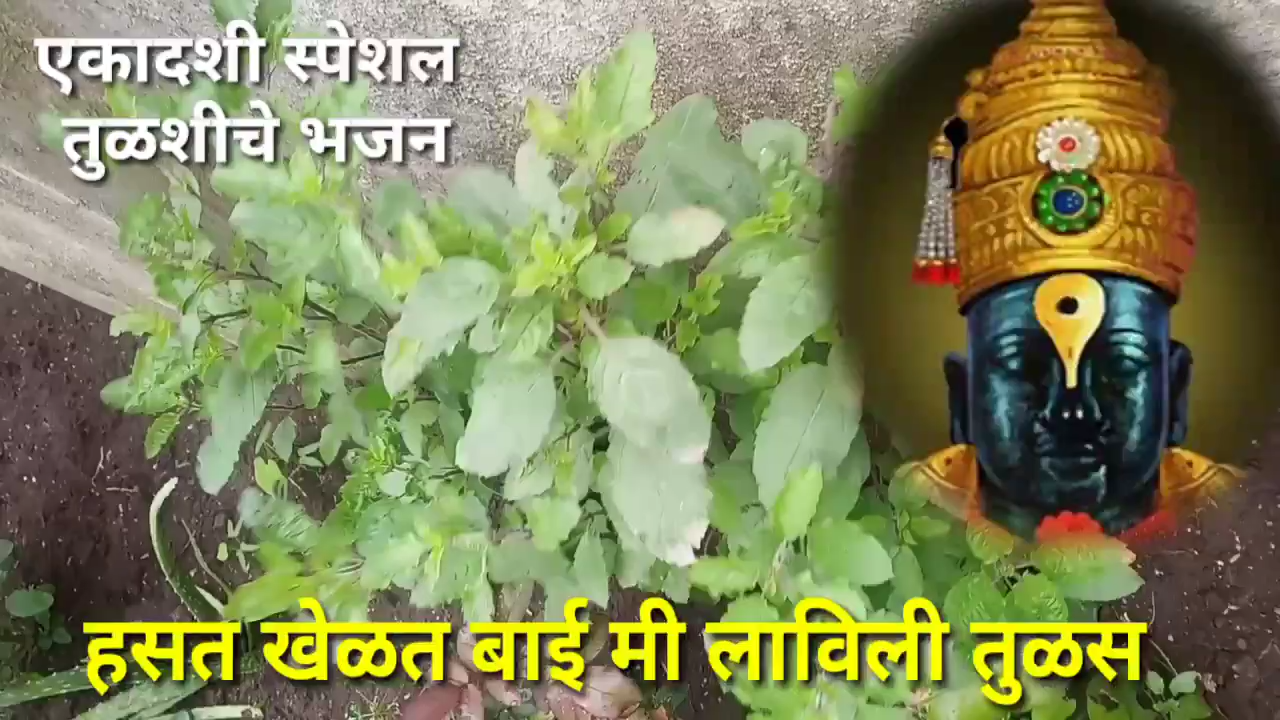 एकादशी स्पेशल
तुळशीचे भजन
हसत खेळत बाई मी लाविली तुळस